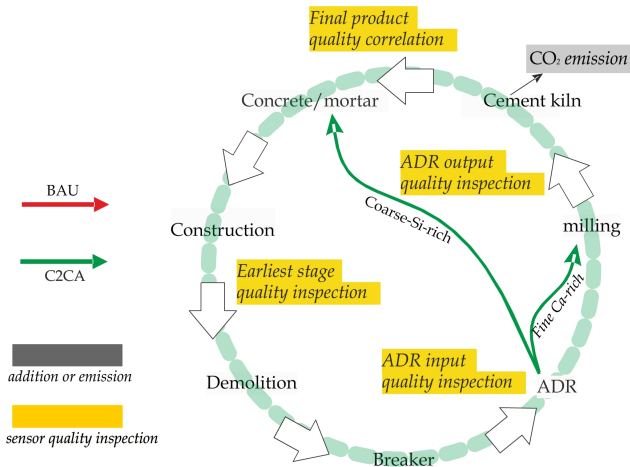 Final product
quality correlation
CO₂ emission
Concrete/mortar
Cement kiln
ADR output
quality inspection
BAU
Coarse-Si-rich
Construction
milling
C2CA
Earliest stage
quality inspection
Fine Ca-rich
addition or emission
Demolition
ADR input
quality inspection
ADR
sensor quality inspection
Breaker